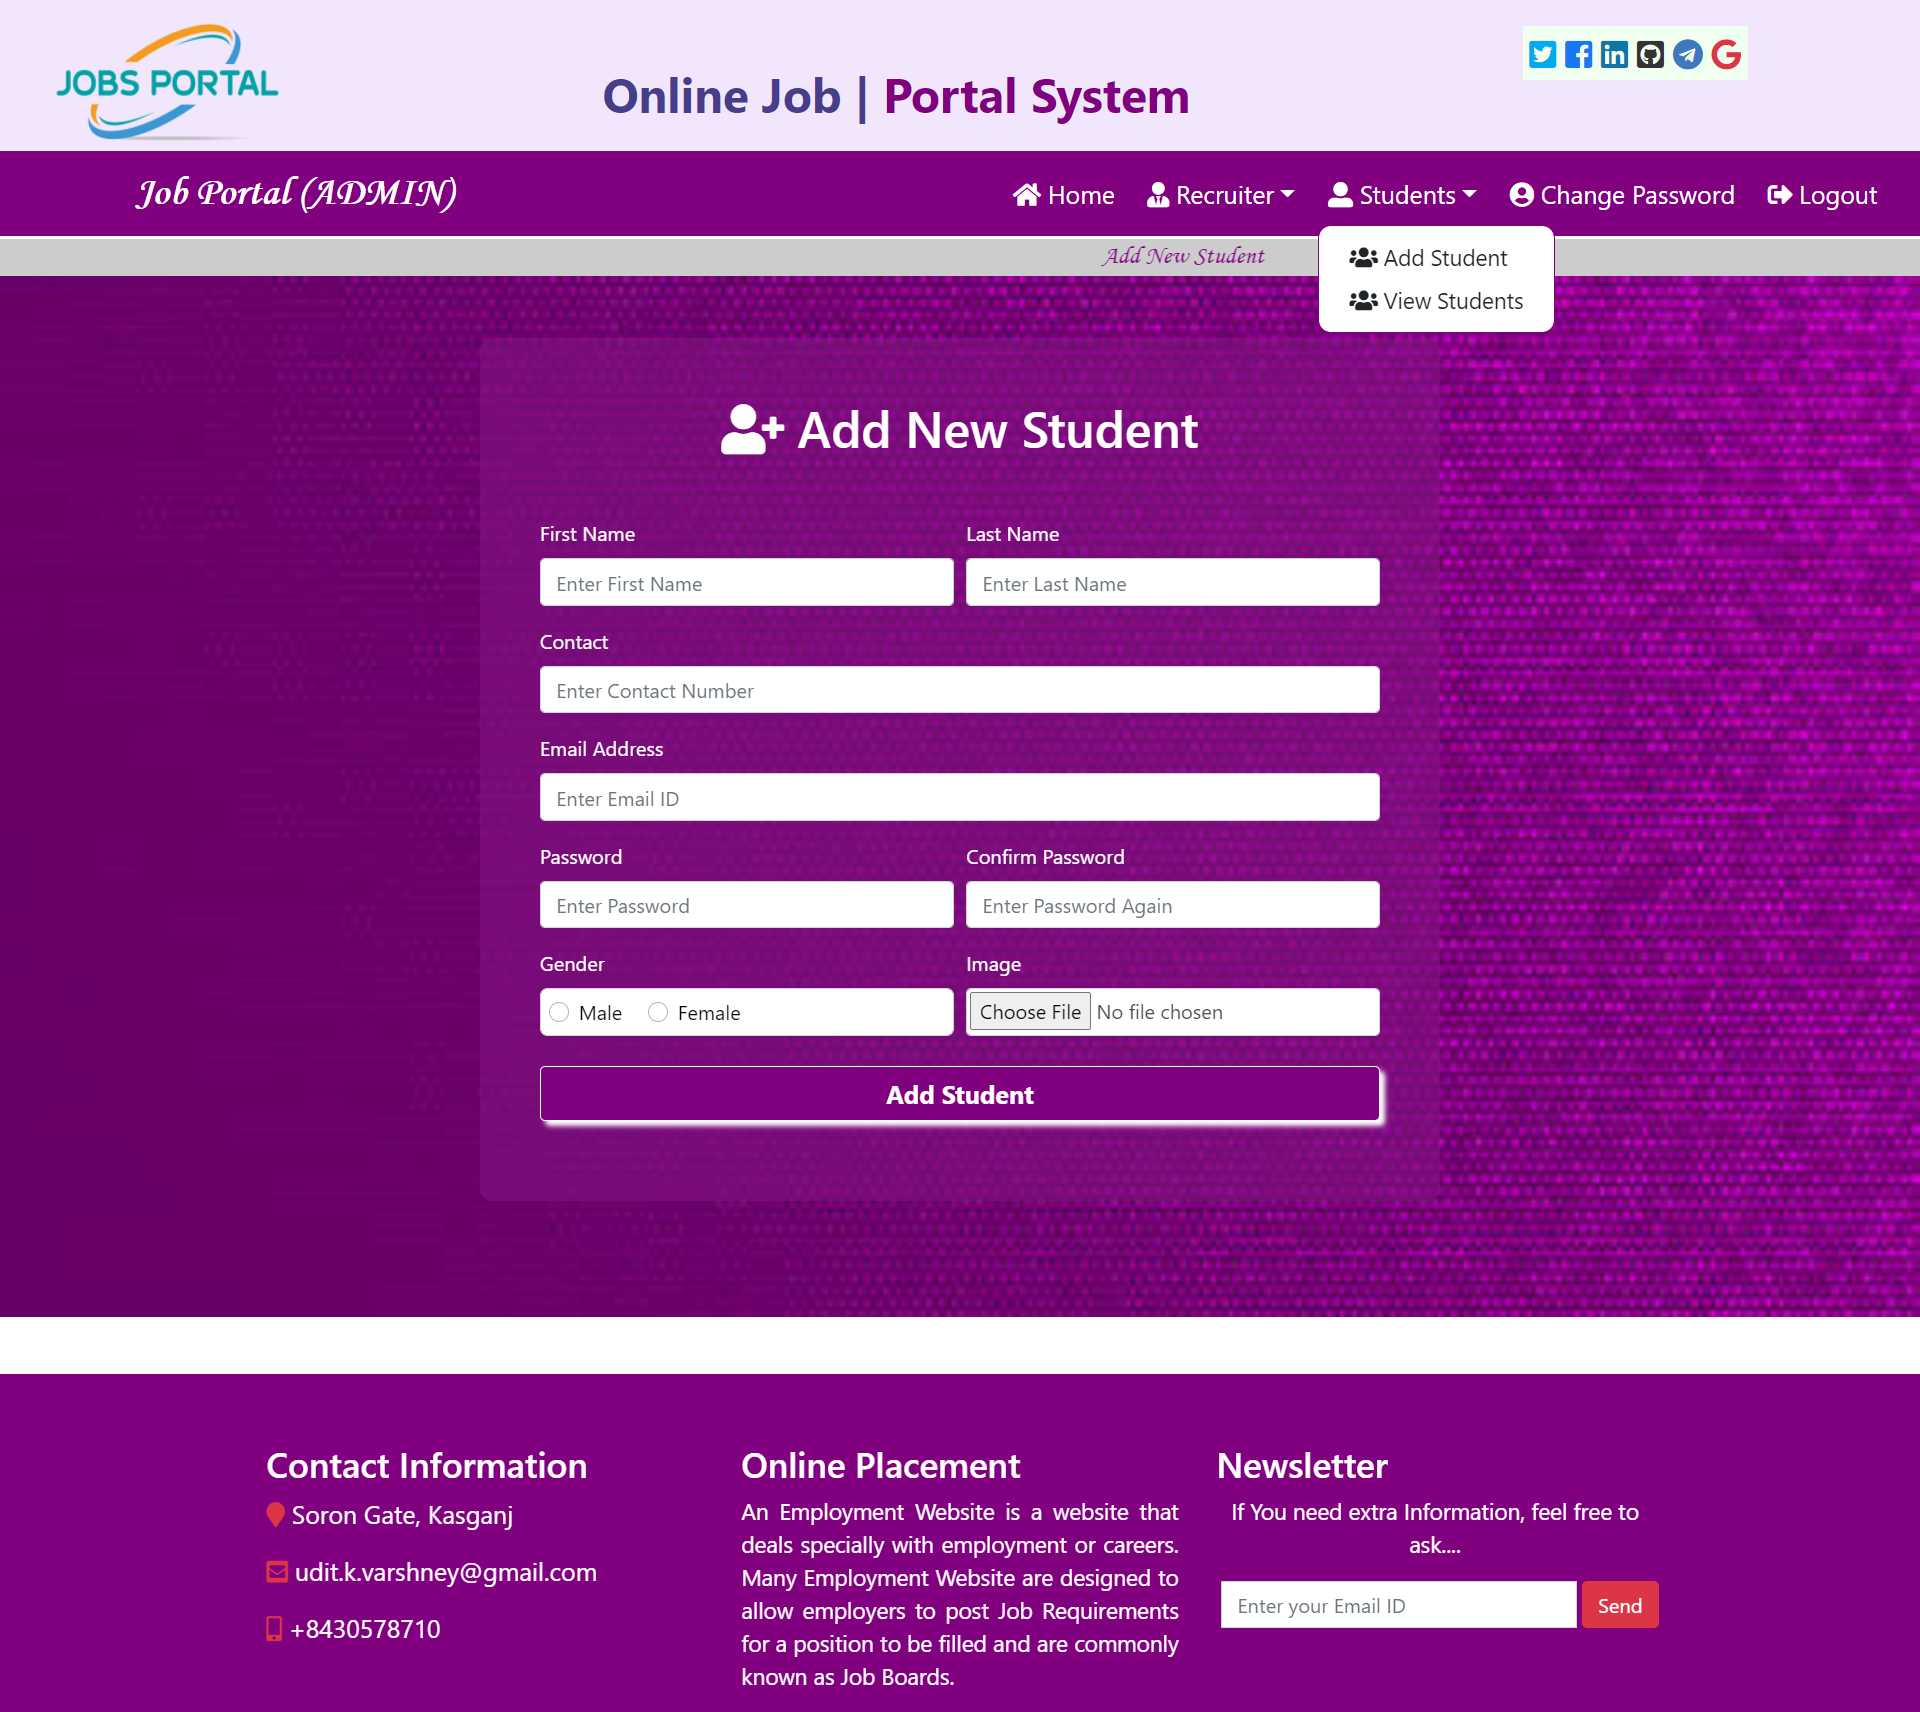 JOBS PORTAL
Online Job | Portal System
Job Portal (ADMIN)
Home
Recruiter
Students
Change Password
Logout
Add New Student
Add Student
View Students
Add New Student
First Name
Last Name
Enter First Name
Enter Last Name
Contact
Enter Contact Number
Email Address
Enter Email ID
Password
Confirm Password
Enter Password
Enter Password Again
Gender
Image
Male
Female
Choose File
No file chosen
Add Student
Contact Information
Soron Gate, Kasganj
udit.k.varshney@gmail.com
+8430578710
Online Placement
An Employment Website is a website that
deals specially with employment or careers.
Many Employment Website are designed to
allow employers to post Job Requirements
for a position to be filled and are commonly
known as Job Boards.
Newsletter
If You need extra Information, feel free to
ask....
Enter your Email ID
Send